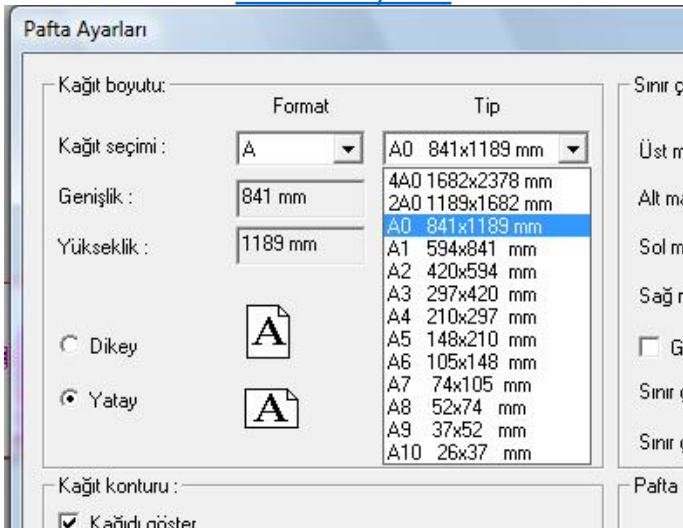 Pafta Ayarları
Kağıt boyutu:
Format Tip
Kağıt seçimi : A A0 841x1189 mm
Üst
Genişlik : 841 mm
Alt
Yükseklik : 1189 mm
Sol
Sağ
4A0 1682x2378 mm
2A0 1189x1682 mm
A0 841x1189 mm
A1 594x841 mm
A2 420x594 mm
A3 297x420 mm
A4 210x297 mm
A5 148x210 mm
A6 105x148 mm
A7 74x105 mm
A8 52x74 mm
A9 37x52 mm
A10 26x37 mm
A
Dikey
A
Yatay
Sınır
Sınır
Sınır
Kağıt konturu :
Pafta
Kağıdı göster